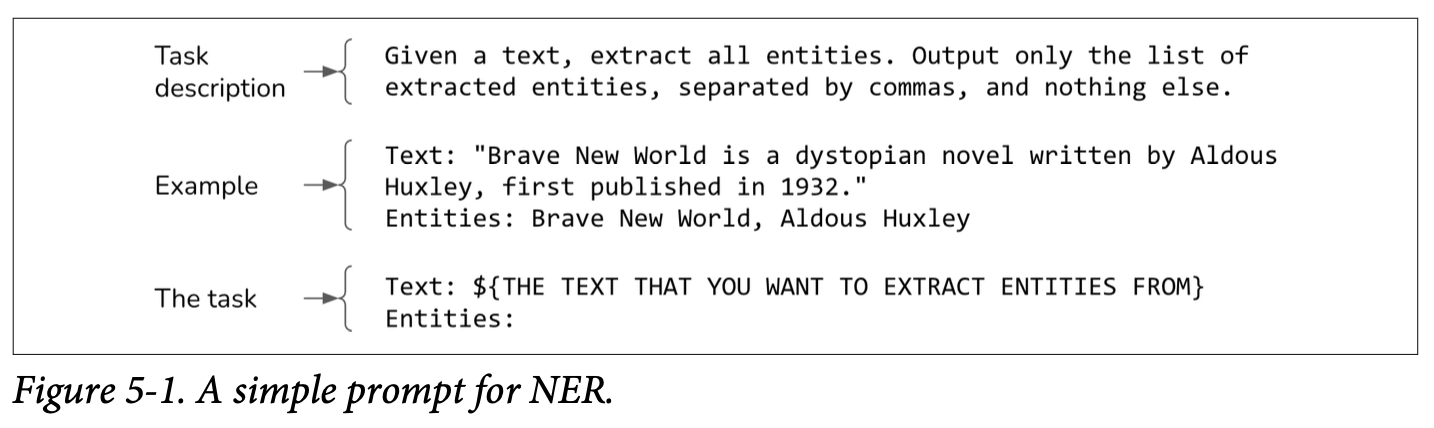 Task
description
Given a text, extract all entities. Output only the list of
extracted entities, separated by commas, and nothing else.
Example
Text: "Brave New World is a dystopian novel written by Aldous
Huxley, first published in 1932."
Entities: Brave New World, Aldous Huxley
The task
Text: ${THE TEXT THAT YOU WANT TO EXTRACT ENTITIES FROM}
Entities:
Figure 5-1. A simple prompt for NER.